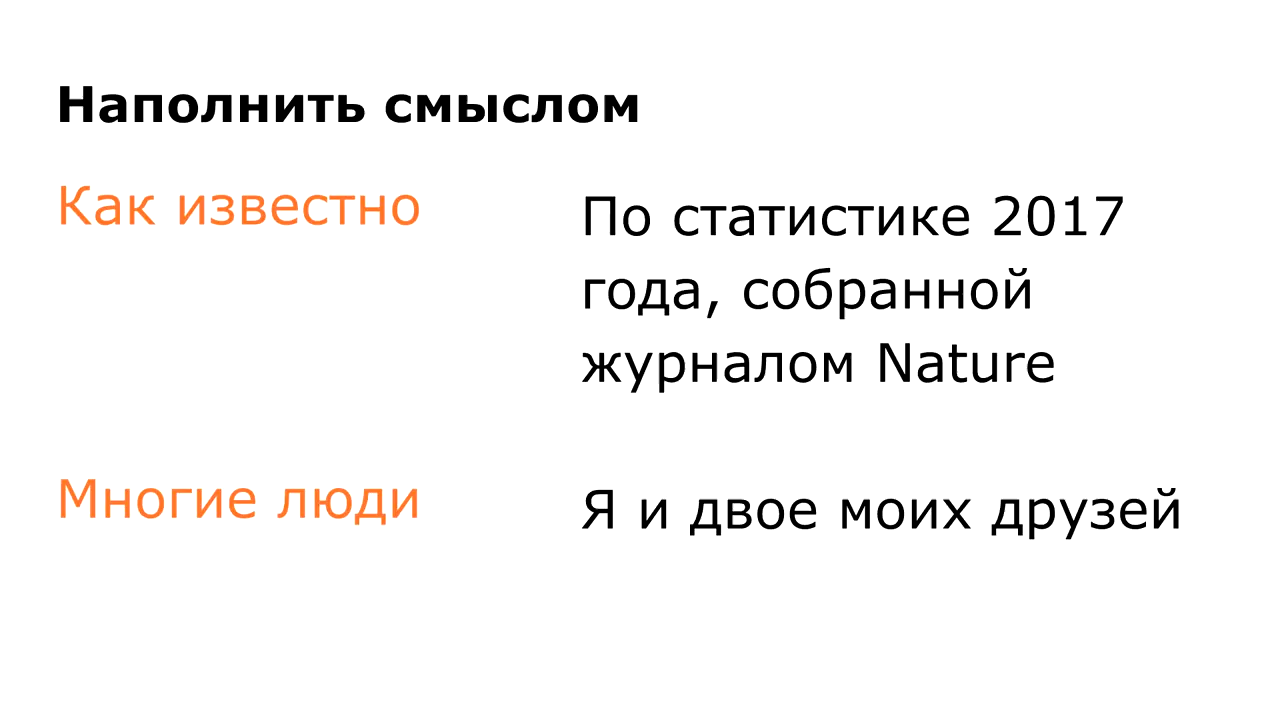 Наполнить смыслом
Как известно
По статистике 2017
года, собранной
журналом Nature
Многие люди
Я и двое моих друзей